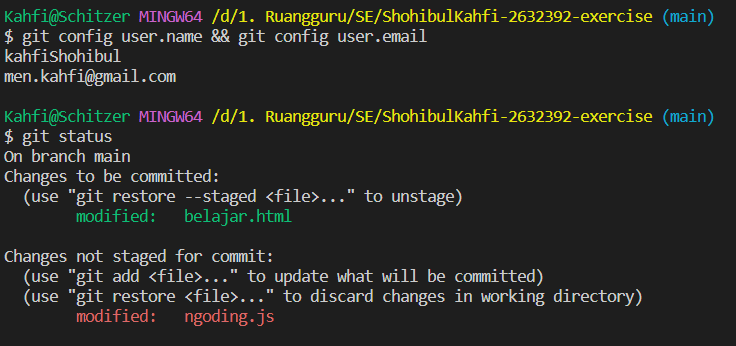 Kahfi@Schitzer MINGW64 /d/1. Ruangguru/SE/ShohibulKahfi-2632392-exercise (main)
$ git config user.name && git config user.email
kahfiShohibul
men.kahfi@gmail.com

Kahfi@Schitzer MINGW64 /d/1. Ruangguru/SE/ShohibulKahfi-2632392-exercise (main)
$ git status
On branch main
Changes to be committed:
  (use "git restore --staged <file>..." to unstage)
        modified:   belajar.html

Changes not staged for commit:
  (use "git add <file>..." to update what will be committed)
  (use "git restore <file>..." to discard changes in working directory)
        modified:   ngoding.js